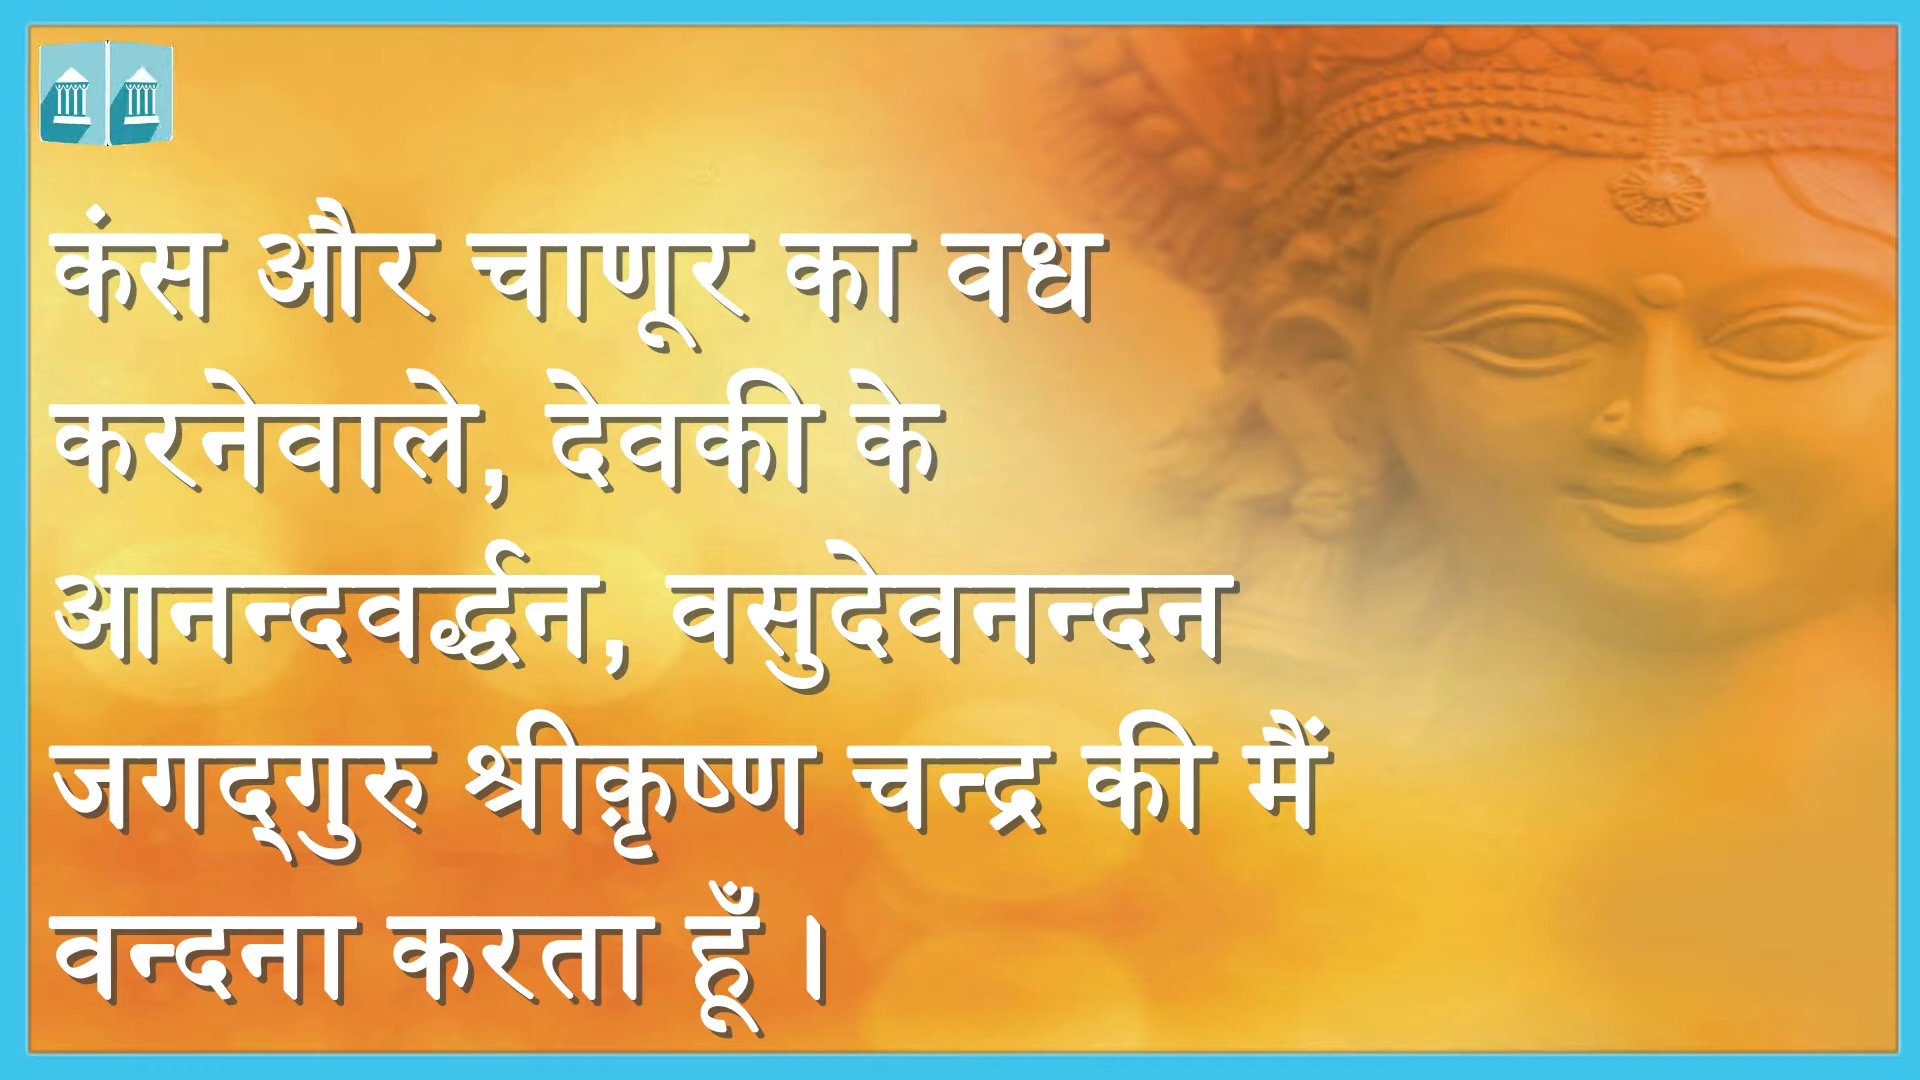 कंस और चाणूर का वध
करनेवाले, देवकी के
आनन्दवर्द्धन, वसुदेवनन्दन
जगद्‌गुरु श्रीक़ृष्ण चन्द्र की मैं
वन्दना करता हूँ ।